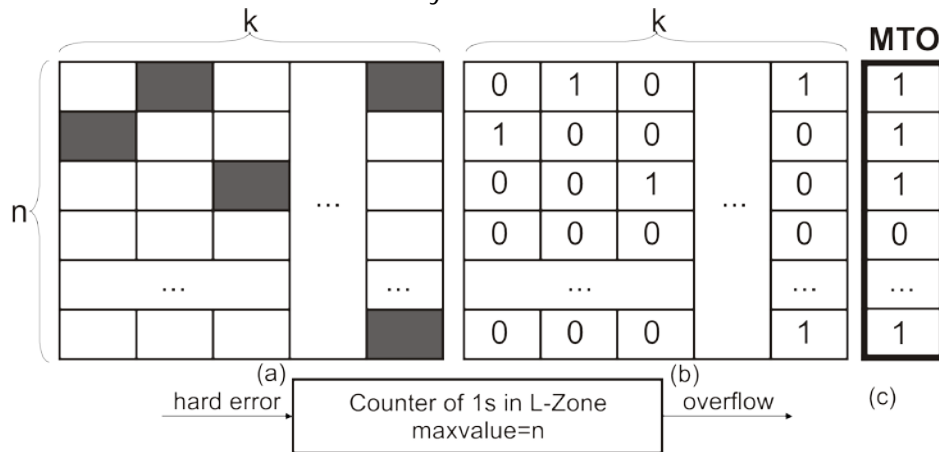 k k
MTO
0 1 0 1 1
1 0 0 0 1
n 0 0 1 0 1
... ...
0 0 0 0 0
... ... ... ... ...
0 0 0 1 1
(a) (b) (c)
hard error Counter of 1s in L-Zone overflow
maxvalue=n